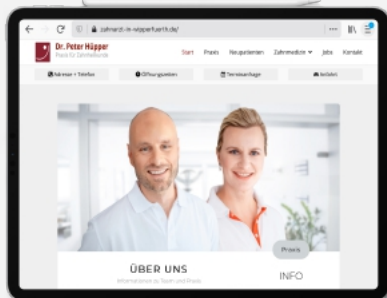 zahnarzt-in-wipperfuerth.de/
Dr. Peter Hüpper
Praxis für Zahnheilkunde
Start Praxis Neupatienten Zahnmedizin Jobs Kontakt
Adresse + Telefon Öffnungszeiten Terminanfrage Anfahrt
Praxis
ÜBER UNS
Informationen zu Team und Praxis.
INFO